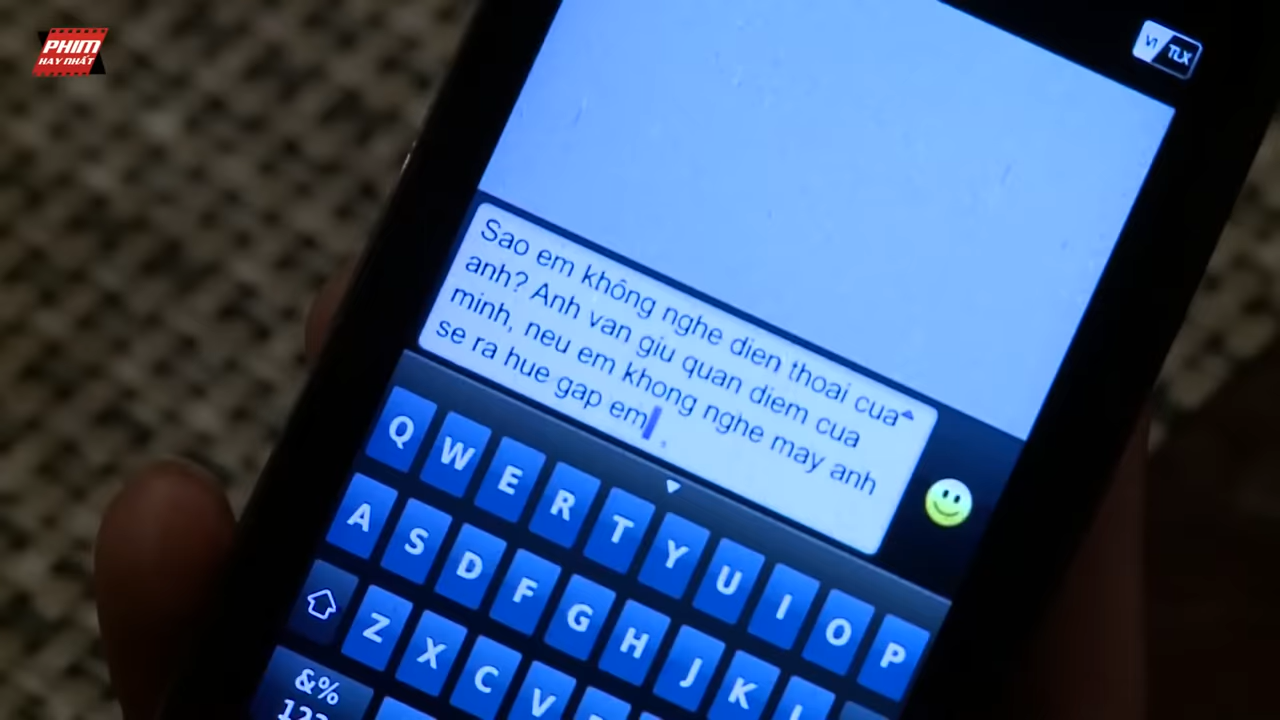 PHIM
HAY NHẤT
VI TLX
Sao em không nghe dien thoai cua
anh? Anh van giu quan diem cua
minh, neu em khong nghe may anh
se ra hue gap em
Q W E R T Y U I O P
A S D F G H J K L
Z X C V
&%
123